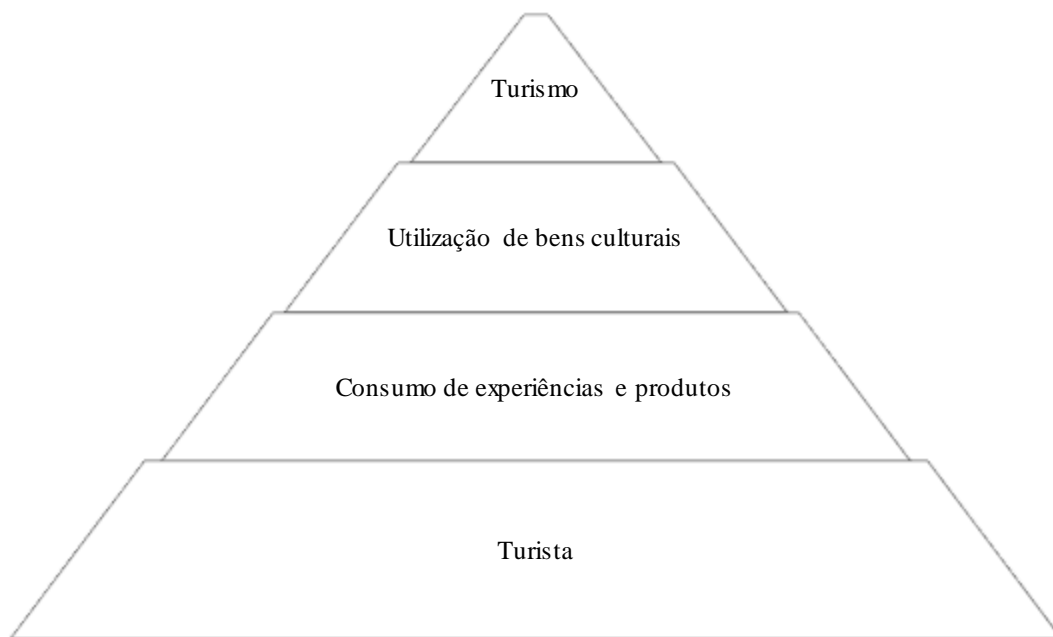 Turismo
Utilização de bens culturais
Consumo de experiências e produtos
Turista